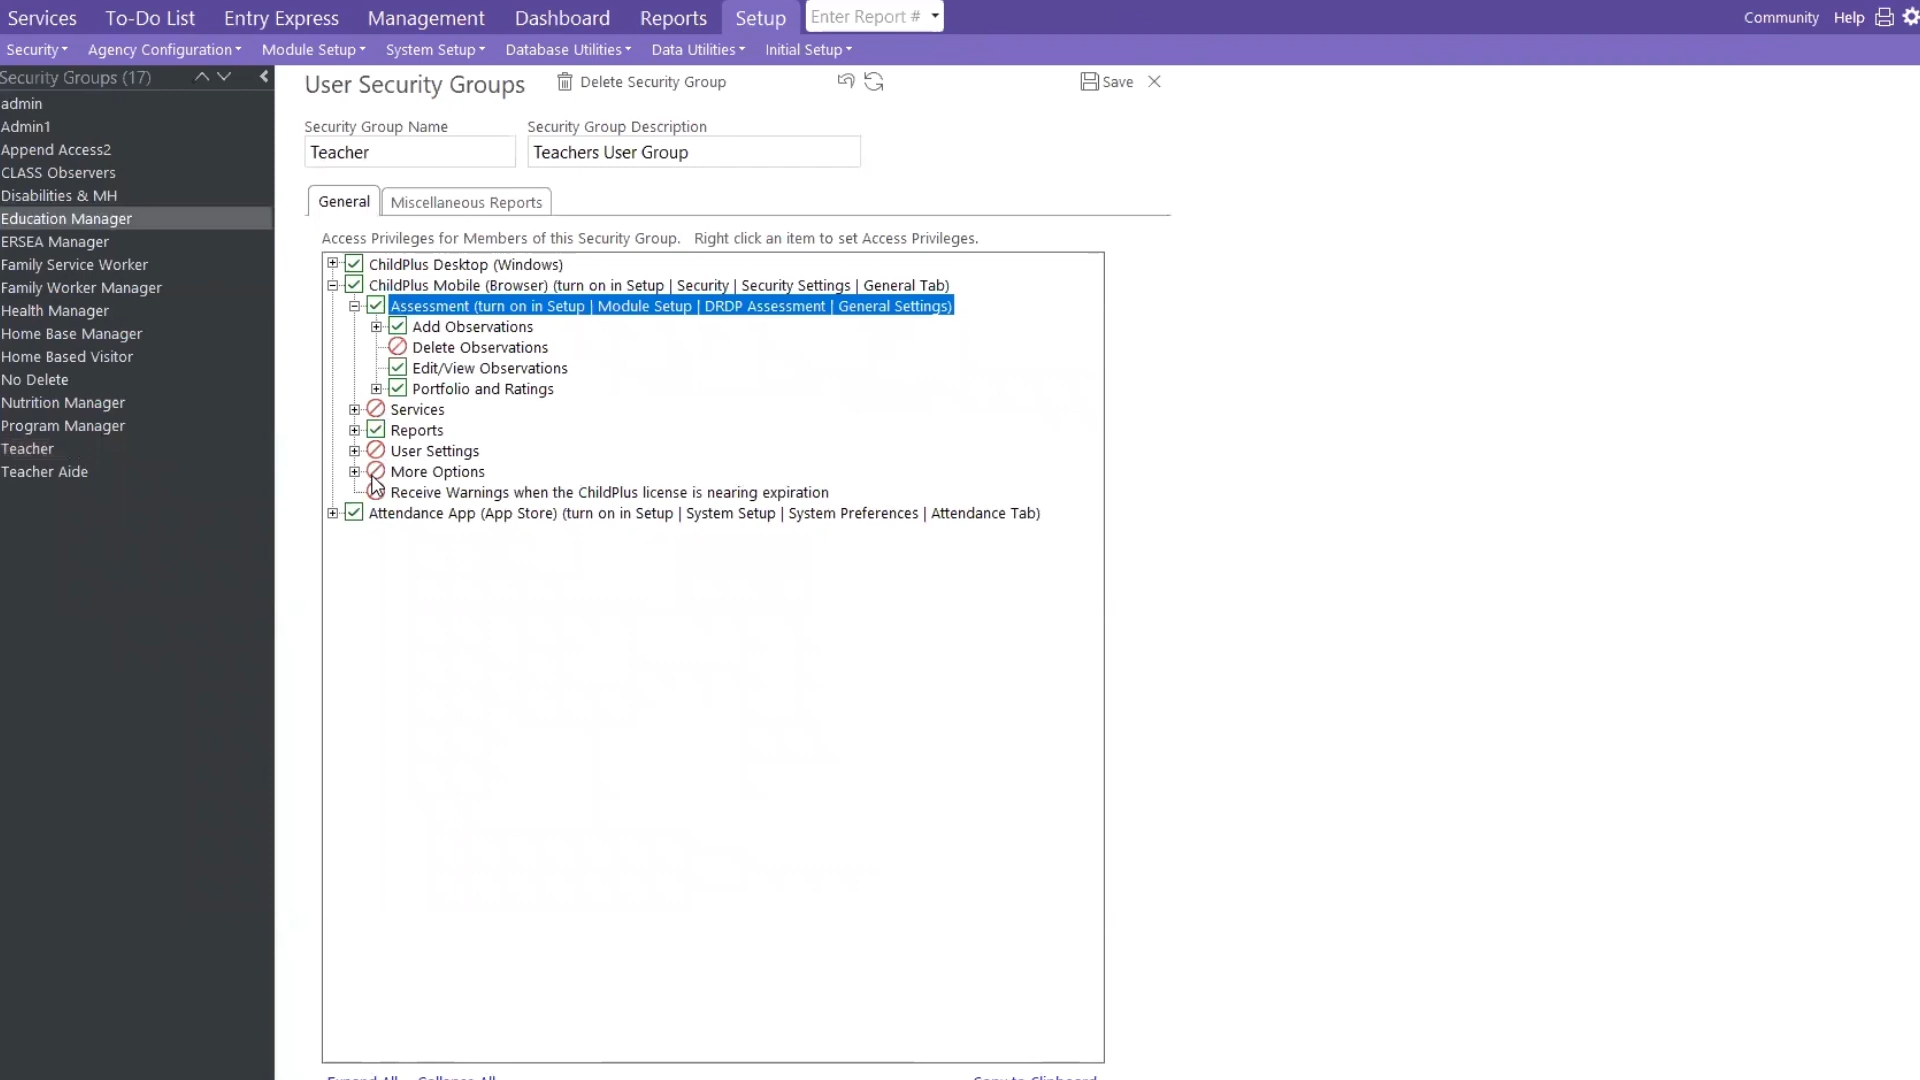 Services To-Do List Entry Express Management Dashboard Reports Setup Enter Report # Community Help
Security Agency Configuration Module Setup System Setup Database Utilities Data Utilities Initial Setup
Security Groups (17)
admin
Admin1
Append Access2
CLASS Observers
Disabilities & MH
Education Manager
ERSEA Manager
Family Service Worker
Family Worker Manager
Health Manager
Home Base Manager
Home Based Visitor
No Delete
Nutrition Manager
Program Manager
Teacher
Teacher Aide
User Security Groups Delete Security Group Save
Security Group Name Security Group Description
Teacher Teachers User Group
General Miscellaneous Reports
Access Privileges for Members of this Security Group. Right click an item to set Access Privileges.
ChildPlus Desktop (Windows)
ChildPlus Mobile (Browser) (turn on in Setup | Security | Security Settings | General Tab)
Assessment (turn on in Setup | Module Setup | DRDP Assessment | General Settings)
Add Observations
Delete Observations
Edit/View Observations
Portfolio and Ratings
Services
Reports
User Settings
More Options
Receive Warnings when the ChildPlus license is nearing expiration
Attendance App (App Store) (turn on in Setup | System Setup | System Preferences | Attendance Tab)
Expand All Collapse All Copy to Clipboard